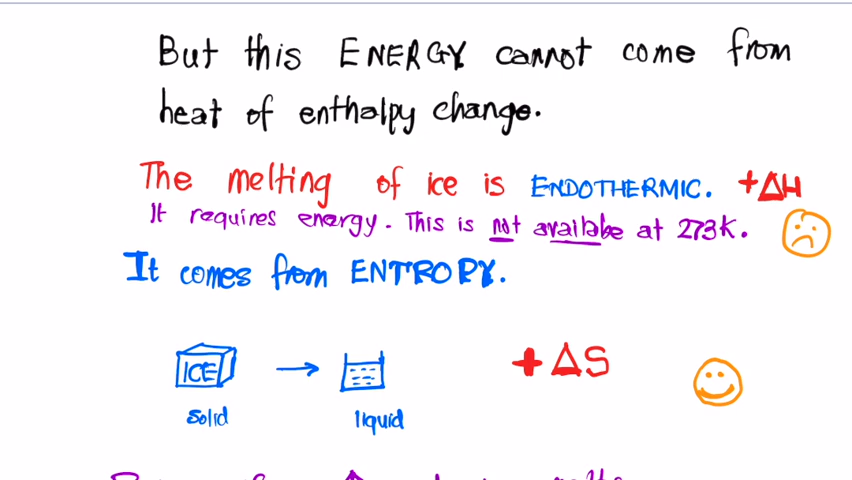 But this ENERGY cannot come from
heat of enthalpy change.
The melting of ice is ENDOTHERMIC. +ΔH
It requires energy. This is not available at 273K.
It comes from ENTROPY.
ICE
+ΔS
solid
liquid